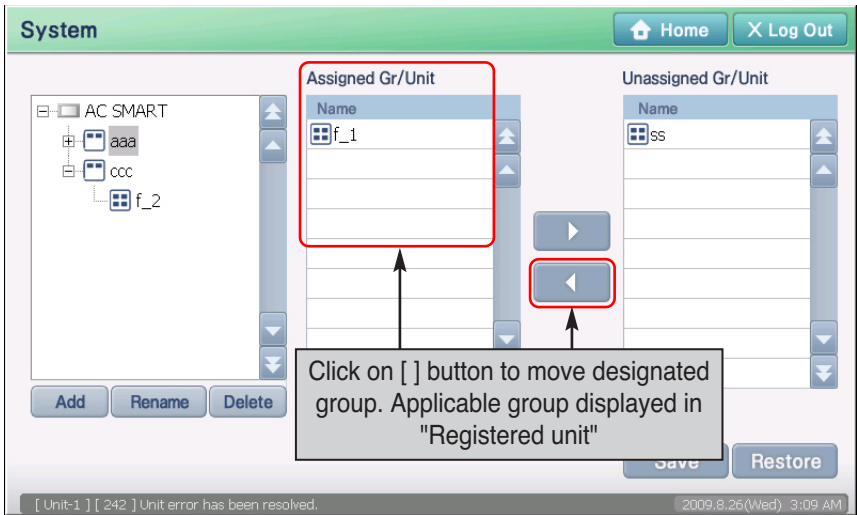 System
Home
X Log Out
Assigned Gr/Unit
Unassigned Gr/Unit
AC SMART
aaa
ccc
f_2
Name
f_1
Name
ss
Click on [ ] button to move designated
group. Applicable group displayed in
"Registered unit"
Add
Rename
Delete
Save
Restore
[ Unit-1 ] [ 242 ] Unit error has been resolved.
2009.8.26(Wed) 3:09 AM